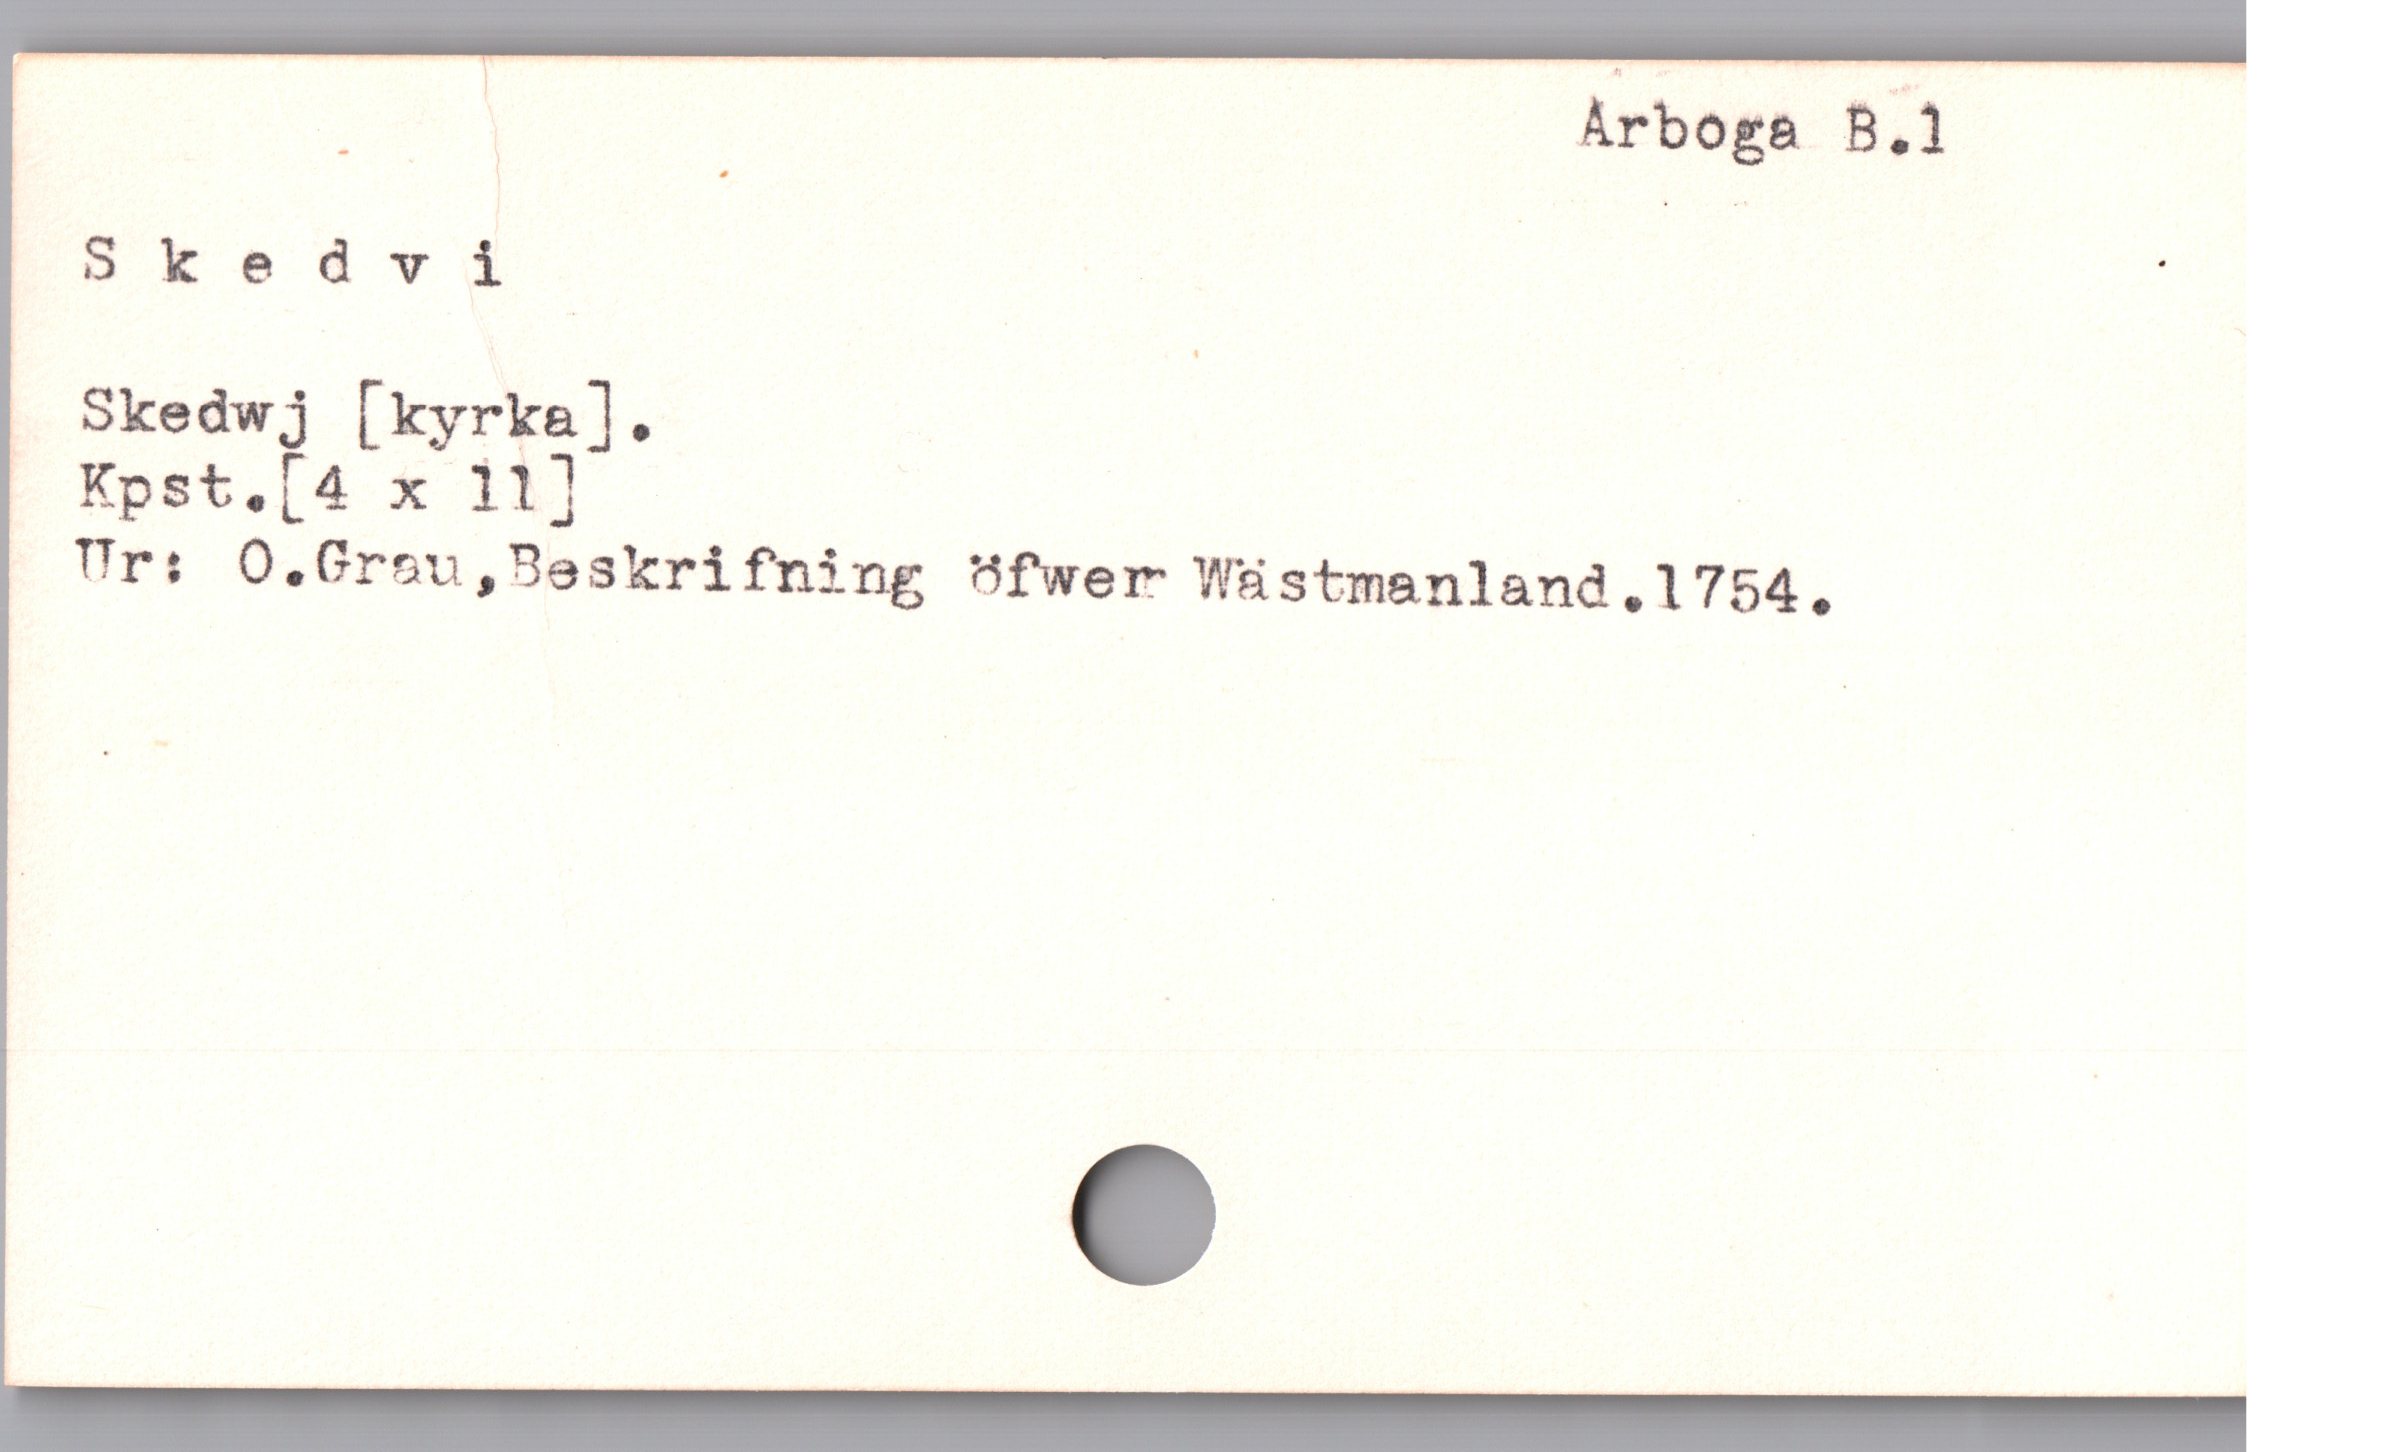 Arboga B.1
S k e d v i
Skedwj [kyrka].
Kpst.[4 x 11]
Ur: O.Grau,Beskrifning öfwer Wästmanland.1754.